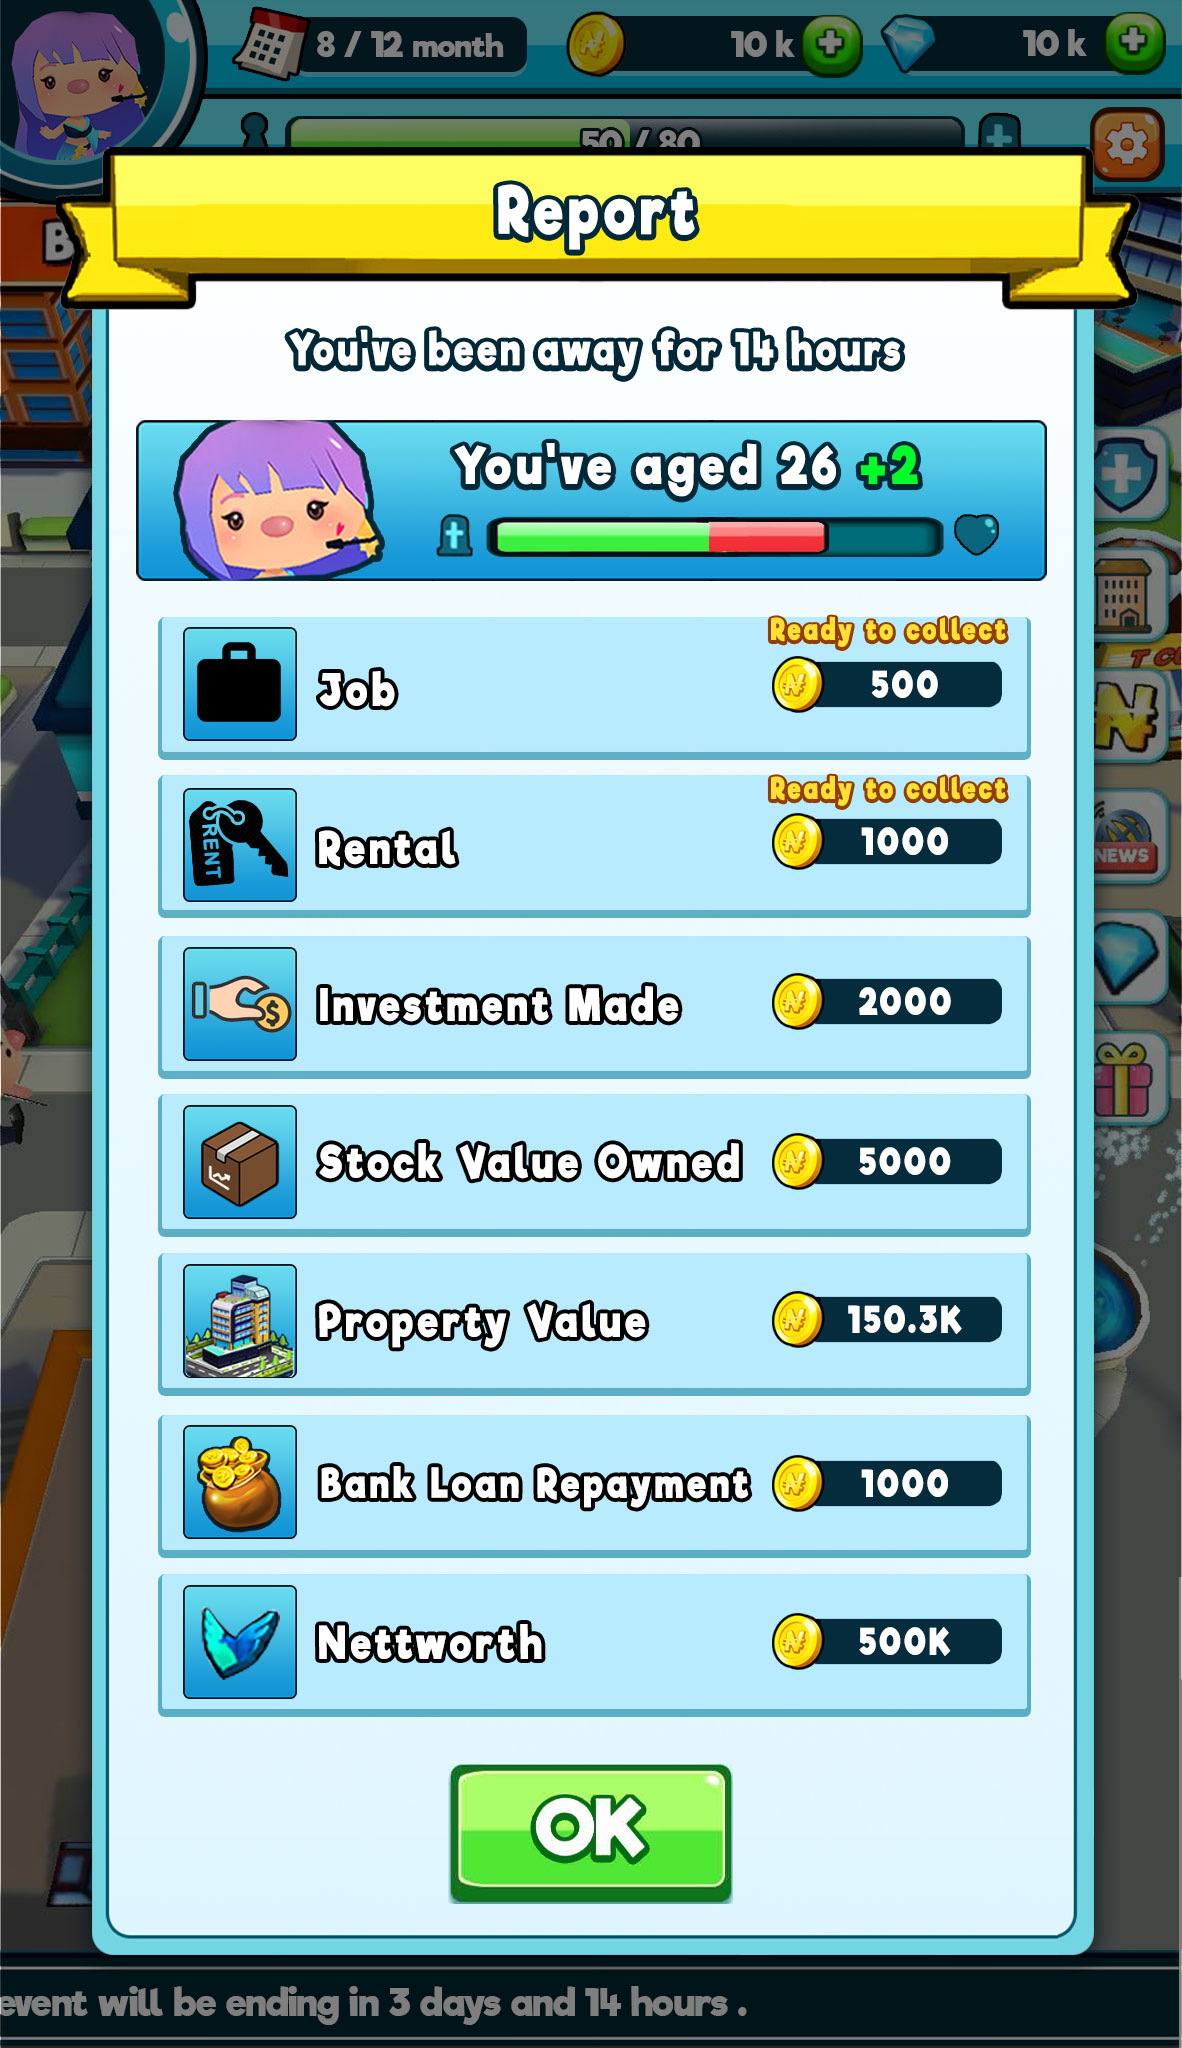 8 / 12 month
10 k
10 k
50 / 80
B
Report
You've been away for 14 hours
You've aged 26 +2
Ready to collect
Job
500
Ready to collect
RENT
Rental
1000
$
Investment Made
2000
NEWS
Stock Value Owned
5000
Property Value
150.3K
Bank Loan Repayment
1000
Nettworth
500K
OK
event will be ending in 3 days and 14 hours .